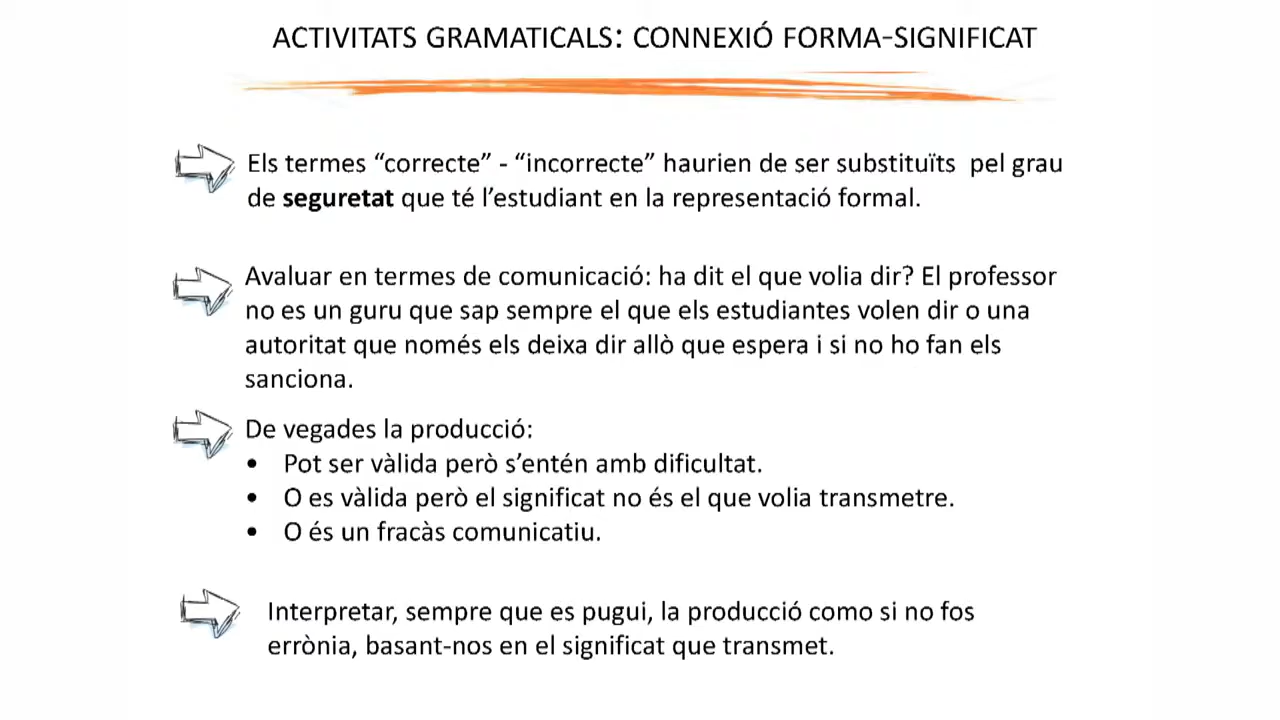 ACTIVITATS GRAMATICALS: CONNEXIÓ FORMA-SIGNIFICAT
Els termes “correcte” - “incorrecte” haurien de ser substituïts pel grau
de seguretat que té l’estudiant en la representació formal.
Avaluar en termes de comunicació: ha dit el que volia dir? El professor
no es un guru que sap sempre el que els estudiantes volen dir o una
autoritat que només els deixa dir allò que espera i si no ho fan els
sanciona.
De vegades la producció:
• Pot ser vàlida però s’entén amb dificultat.
• O es vàlida però el significat no és el que volia transmetre.
• O és un fracàs comunicatiu.
Interpretar, sempre que es pugui, la producció como si no fos
errònia, basant-nos en el significat que transmet.